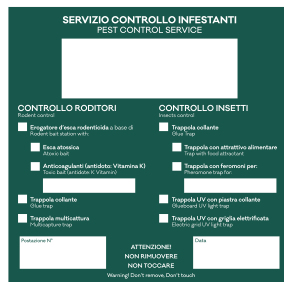 SERVIZIO CONTROLLO INFESTANTI
PEST CONTROL SERVICE
CONTROLLO RODITORI
Rodent control
Erogatore d'esca rodenticida a base di
Rodent bait station with:
Esca atossica
Atoxic bait
Anticoagulanti (antidoto: Vitamina K)
Toxic bait (antidote: K Vitamin)
Trappola collante
Glue trap
Trappola multicattura
Multicapture trap
CONTROLLO INSETTI
Insects control
Trappola collante
Glue Trap
Trappola con attrattivo alimentare
Trap with food attractant
Trappola con feromoni per:
Pheromone trap for:
Trappola UV con piastra collante
Glueboard UV light trap
Trappola UV con griglia elettrificata
Electric grid UV light trap
Postazione N°
ATTENZIONE!
NON RIMUOVERE
NON TOCCARE
Data
Warning! Don't remove, Don't touch